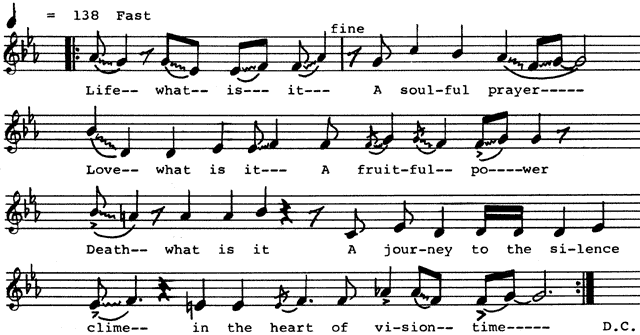 = 138 Fast
fine
Life-- what-- is--- it--- A soul-ful prayer-----
Love-- what is it--- A fruit-ful-- po----wer
Death-- what is it A jour-ney to the si-lence
clime-- in the heart of vi-sion-- time----- D.C.